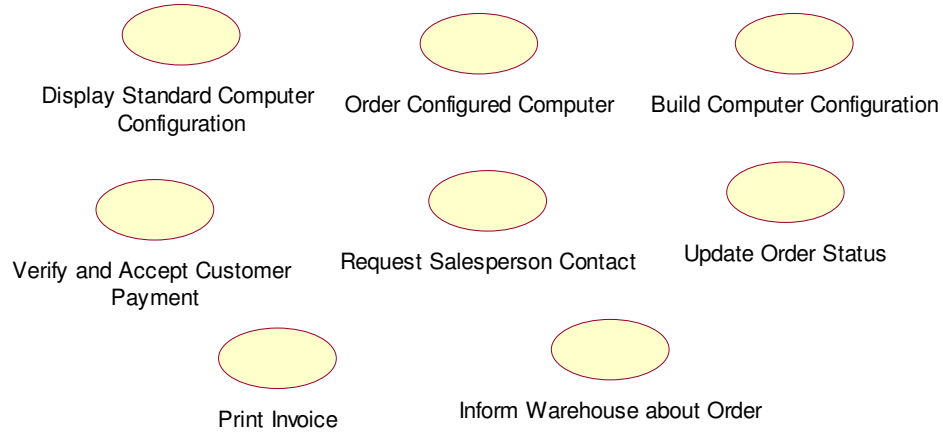 Display Standard Computer
Configuration
Order Configured Computer
Build Computer Configuration
Verify and Accept Customer
Payment
Request Salesperson Contact
Update Order Status
Print Invoice
Inform Warehouse about Order